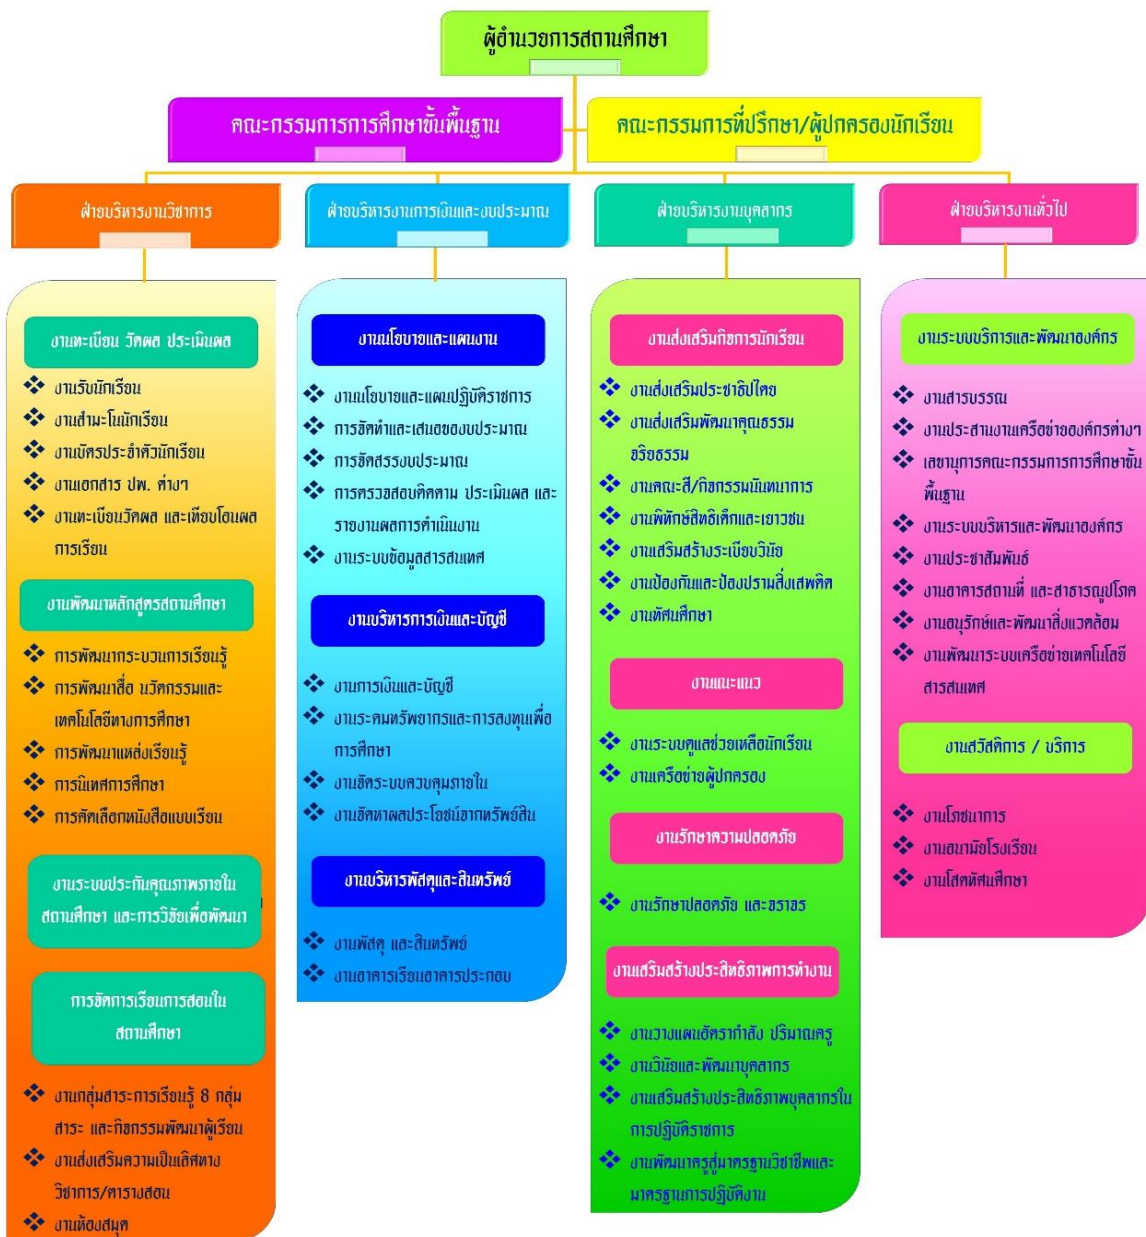 ผู้อำนวยการสถานศึกษา
คณะกรรมการการศึกษาขั้นพื้นฐาน
คณะกรรมการที่ปรึกษา/ผู้ปกครองนักเรียน
ฝ่ายบริหารงานวิชาการ
ฝ่ายบริหารงานการเงินและงบประมาณ
ฝ่ายบริหารงานบุคลากร
ฝ่ายบริหารงานทั่วไป
งานทะเบียน วัดผล ประเมินผล
❖ งานรับนักเรียน
❖ งานสำมะโนนักเรียน
❖ งานบัตรประจำตัวนักเรียน
❖ งานเอกสาร ปพ. ต่างๆ
❖ งานทะเบียนวัดผล และเทียบโอนผล
การเรียน
งานพัฒนาหลักสูตรสถานศึกษา
❖ การพัฒนากระบวนการเรียนรู้
❖ การพัฒนาสื่อ นวัตกรรมและ
เทคโนโลยีทางการศึกษา
❖ การพัฒนาแหล่งเรียนรู้
❖ การนิเทศการศึกษา
❖ การคัดเลือกหนังสือแบบเรียน
งานระบบประกันคุณภาพภายใน
สถานศึกษา และการวิจัยเพื่อพัฒนา
การจัดการเรียนการสอนใน
สถานศึกษา
❖ งานกลุ่มสาระการเรียนรู้ 8 กลุ่ม
สาระ และกิจกรรมพัฒนาผู้เรียน
❖ งานส่งเสริมความเป็นเลิศทาง
วิชาการ/ตารางสอน
❖ งานห้องสมุด
งานนโยบายและแผนงาน
❖ งานนโยบายและแผนปฏิบัติราชการ
❖ การจัดทำและเสนอของบประมาณ
❖ การจัดสรรงบประมาณ
❖ การตรวจสอบติดตาม ประเมินผล และ
รายงานผลการดำเนินงาน
❖ งานระบบข้อมูลสารสนเทศ
งานบริหารการเงินและบัญชี
❖ งานการเงินและบัญชี
❖ งานระดมทรัพยากรและการลงทุนเพื่อ
การศึกษา
❖ งานจัดระบบควบคุมภายใน
❖ งานจัดหาผลประโยชน์จากทรัพย์สิน
งานบริหารพัสดุและสินทรัพย์
❖ งานพัสดุ และสินทรัพย์
❖ งานอาคารเรียนอาคารประกอบ
งานส่งเสริมกิจการนักเรียน
❖ งานส่งเสริมประชาธิปไตย
❖ งานส่งเสริมพัฒนาคุณธรรม
จริยธรรม
❖ งานคณะสี/กิจกรรมนันทนาการ
❖ งานพิทักษ์สิทธิเด็กและเยาวชน
❖ งานเสริมสร้างระเบียบวินัย
❖ งานป้องกันและป้องปรามสิ่งเสพติด
❖ งานทัศนศึกษา
งานแนะแนว
❖ งานระบบดูแลช่วยเหลือนักเรียน
❖ งานเครือข่ายผู้ปกครอง
งานรักษาความปลอดภัย
❖ งานรักษาปลอดภัย และจราจร
งานเสริมสร้างประสิทธิภาพการทำงาน
❖ งานวางแผนอัตรากำลัง ปริมาณครู
❖ งานวินัยและพัฒนาบุคลากร
❖ งานเสริมสร้างประสิทธิภาพบุคลากรใน
การปฏิบัติราชการ
❖ งานพัฒนาครูสู่มาตรฐานวิชาชีพและ
มาตรฐานการปฏิบัติงาน
งานระบบบริการและพัฒนาองค์กร
❖ งานสารบรรณ
❖ งานประสานงานเครือข่ายองค์กรต่างๆ
❖ เลขานุการคณะกรรมการการศึกษาขั้น
พื้นฐาน
❖ งานระบบบริหารและพัฒนาองค์กร
❖ งานประชาสัมพันธ์
❖ งานอาคารสถานที่ และสาธารณูปโภค
❖ งานอนุรักษ์และพัฒนาสิ่งแวดล้อม
❖ งานพัฒนาระบบเครือข่ายเทคโนโลยี
สารสนเทศ
งานสวัสดิการ / บริการ
❖ งานโภชนาการ
❖ งานอนามัยโรงเรียน
❖ งานโสตทัศนศึกษา